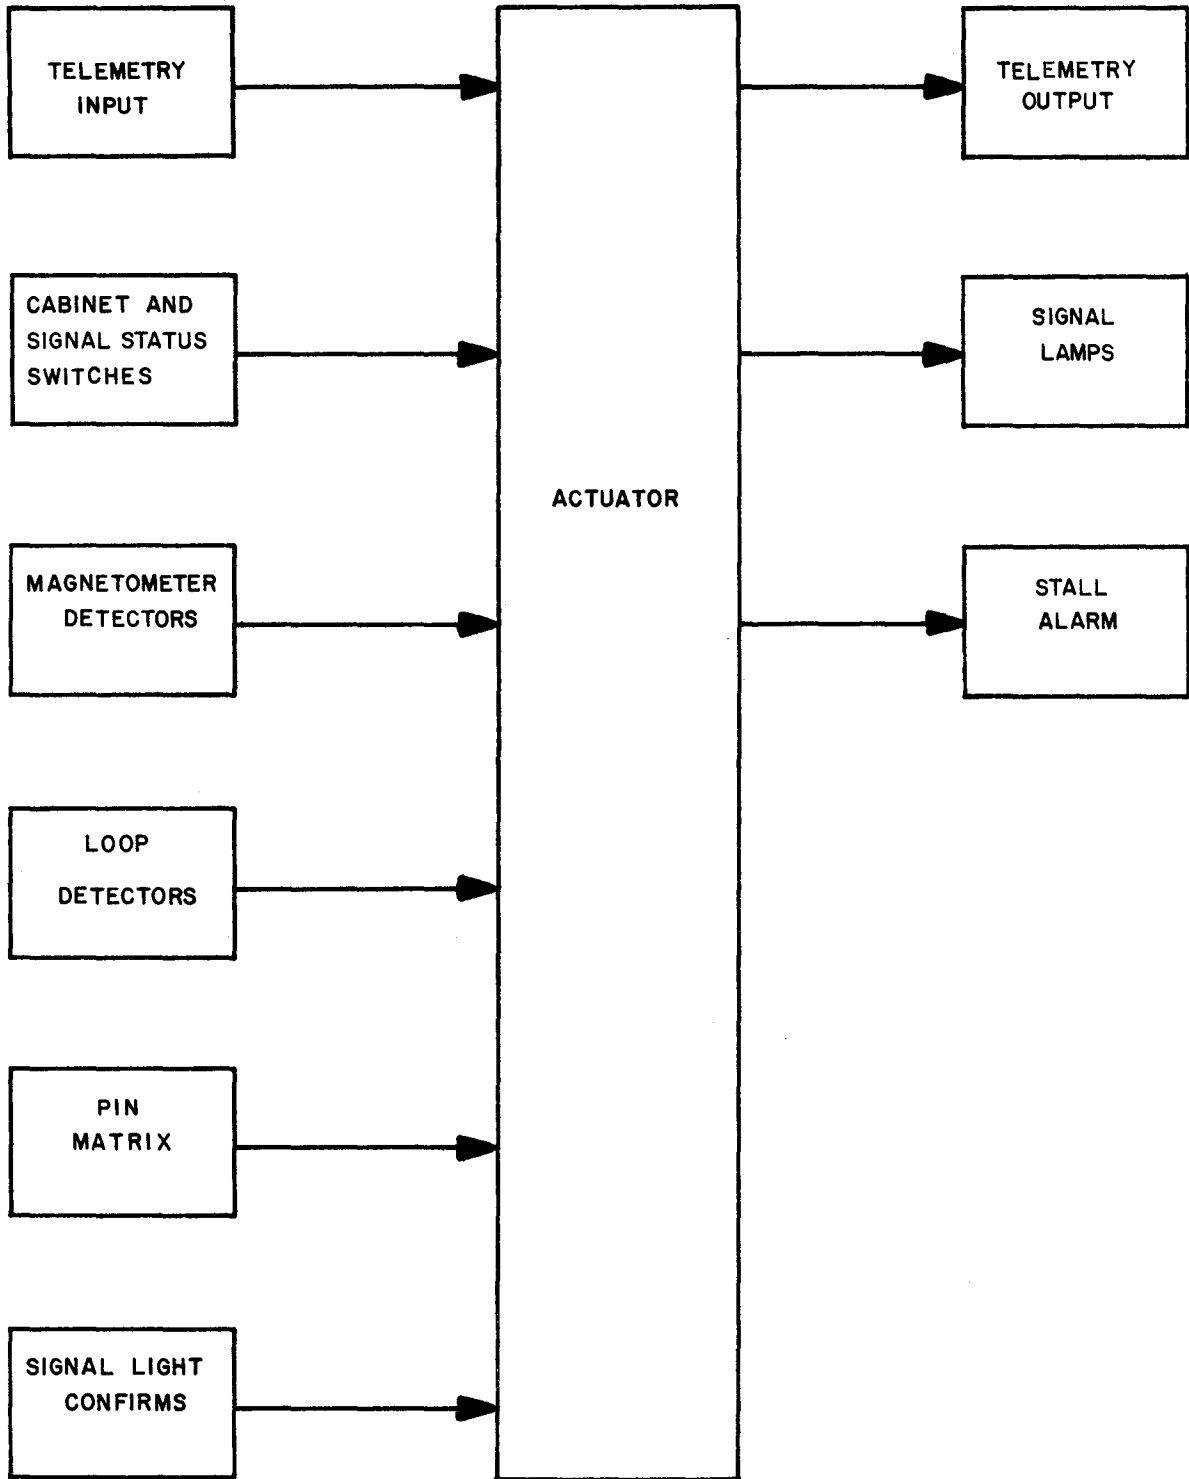 TELEMETRY
INPUT
CABINET AND
SIGNAL STATUS
SWITCHES
MAGNETOMETER
DETECTORS
LOOP
DETECTORS
PIN
MATRIX
SIGNAL LIGHT
CONFIRMS
ACTUATOR
TELEMETRY
OUTPUT
SIGNAL
LAMPS
STALL
ALARM